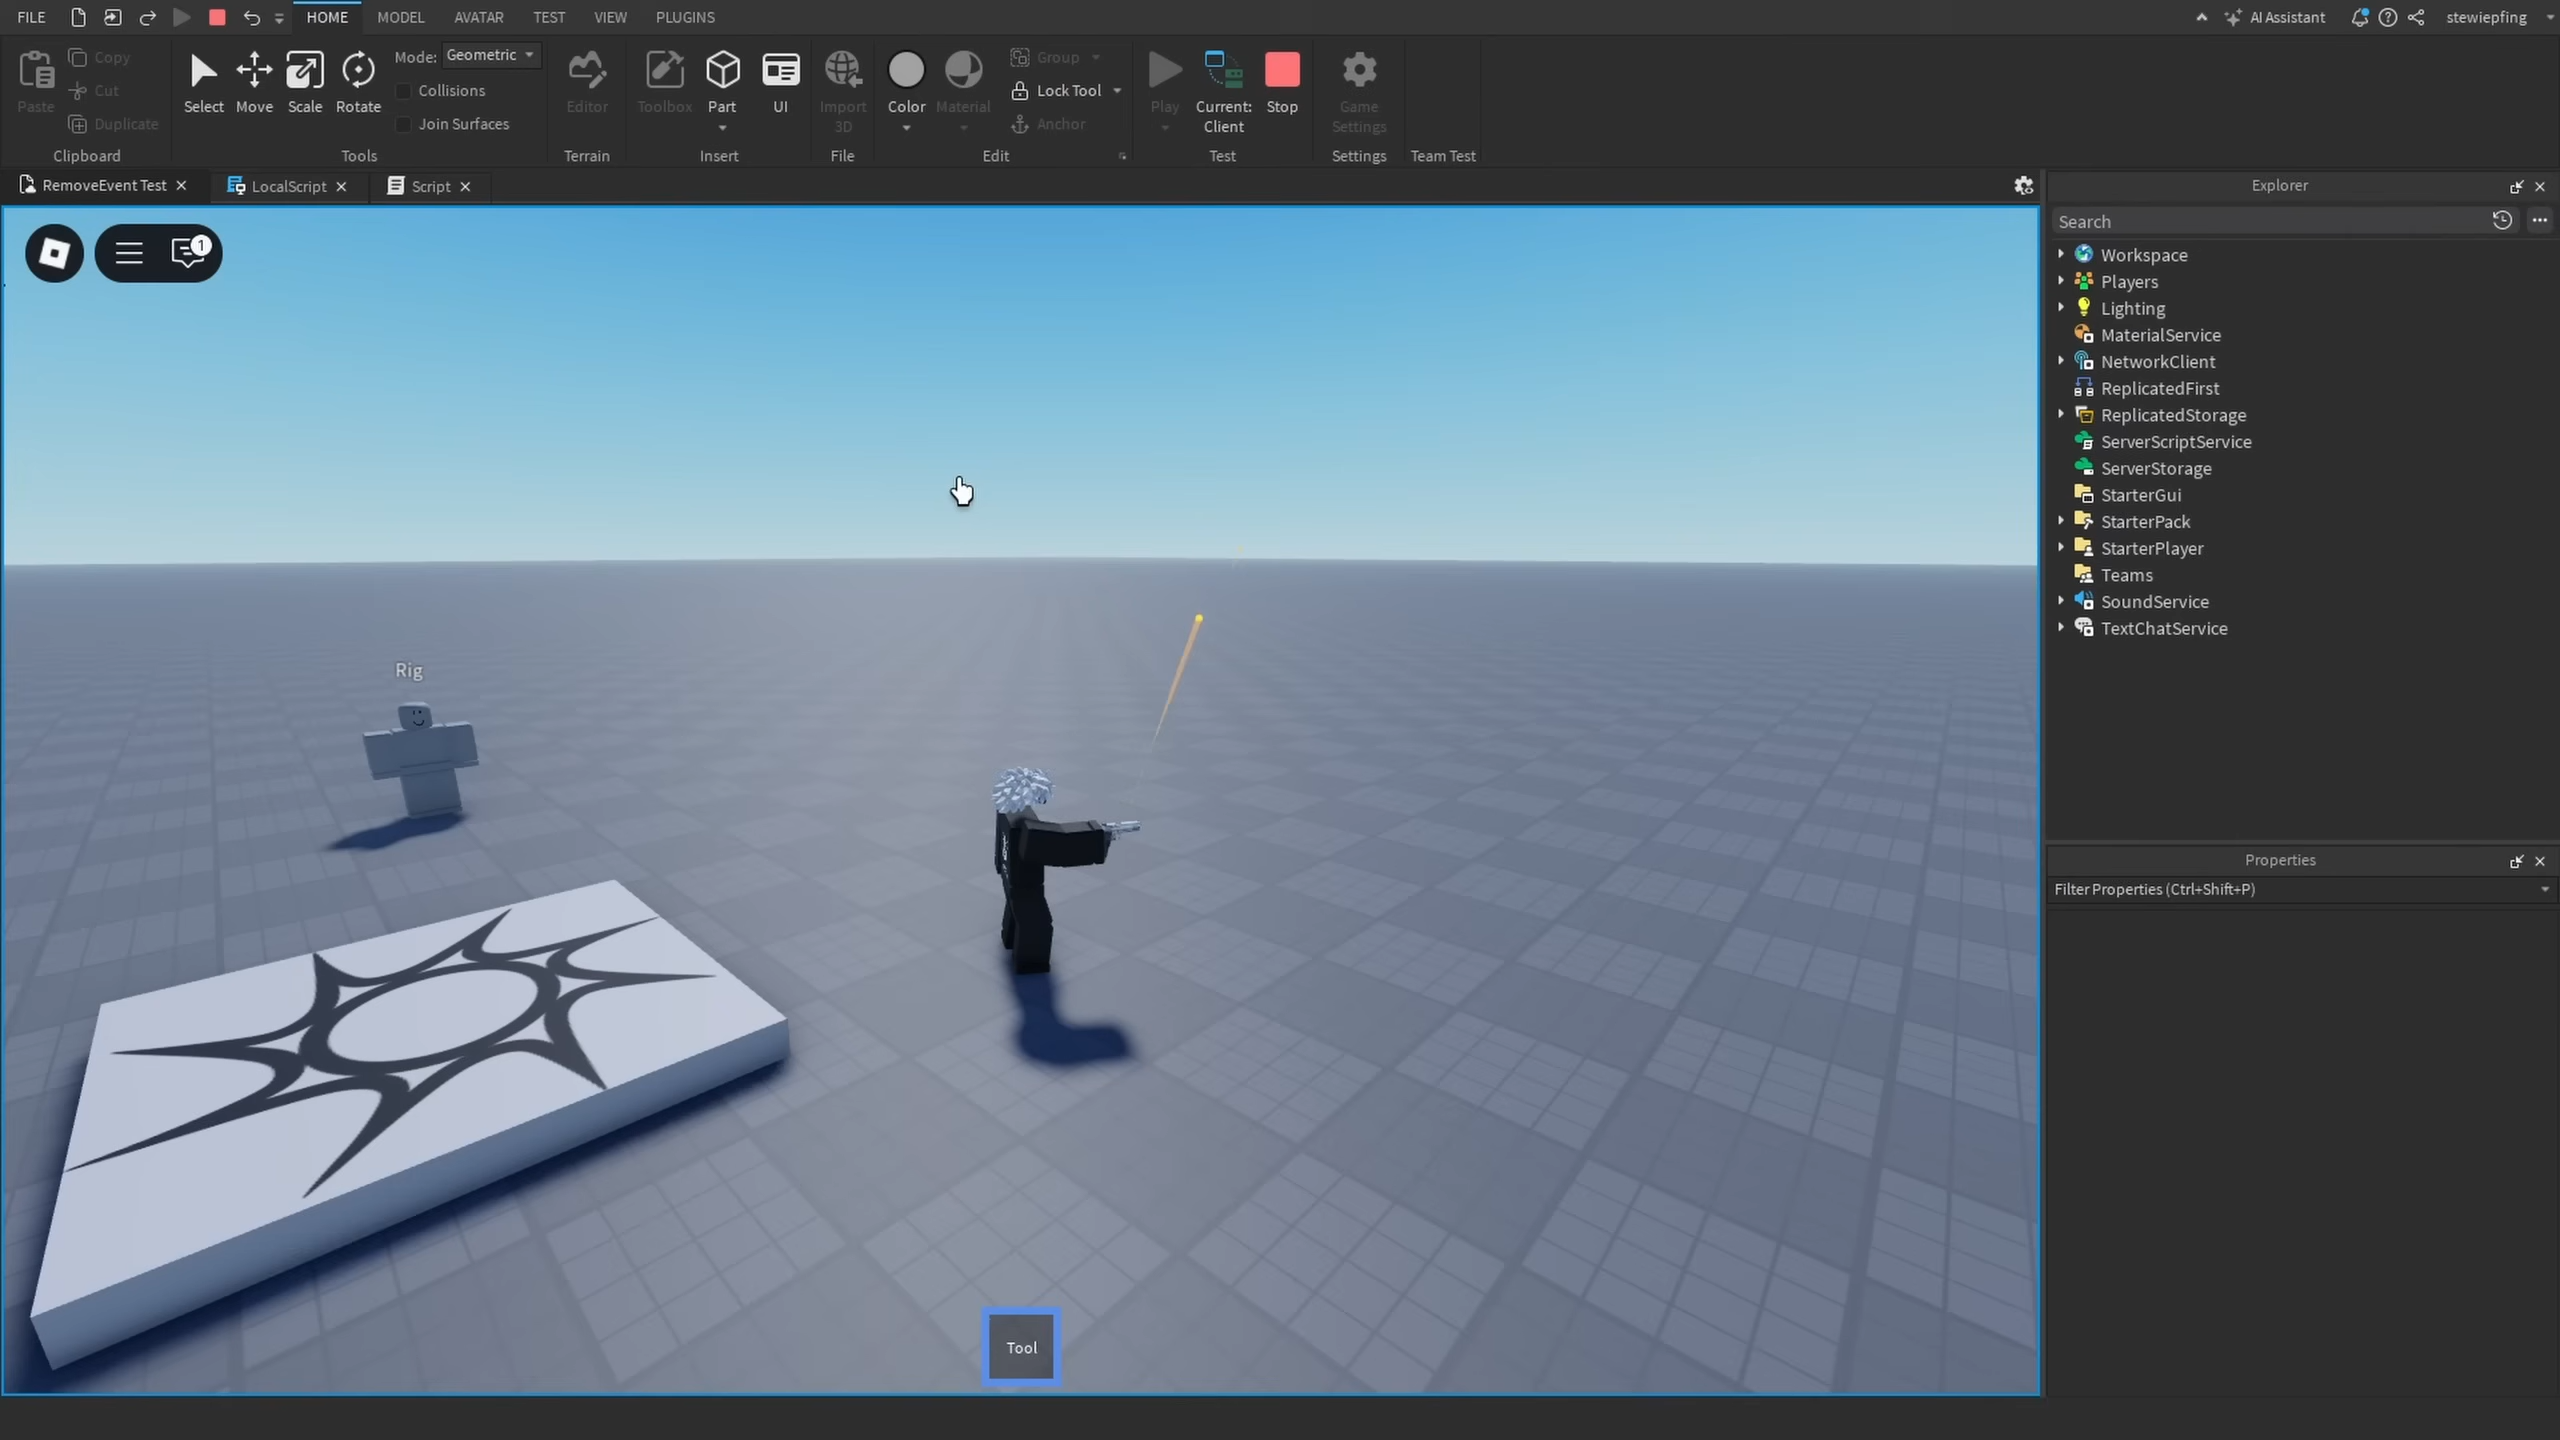 FILE
HOME
MODEL
AVATAR
TEST
VIEW
PLUGINS
AI Assistant
stewiepfing
Paste
Copy
Cut
Duplicate
Clipboard
Select
Move
Scale
Rotate
Mode: Geometric
Collisions
Join Surfaces
Tools
Editor
Terrain
Toolbox
Part
UI
Insert
Import
3D
File
Color
Material
Group
Lock Tool
Anchor
Edit
Play
Current:
Client
Stop
Test
Game
Settings
Settings
Team Test
RemoveEvent Test
LocalScript
Script
1
Rig
Tool
Explorer
Search
Workspace
Players
Lighting
MaterialService
NetworkClient
ReplicatedFirst
ReplicatedStorage
ServerScriptService
ServerStorage
StarterGui
StarterPack
StarterPlayer
Teams
SoundService
TextChatService
Properties
Filter Properties (Ctrl+Shift+P)